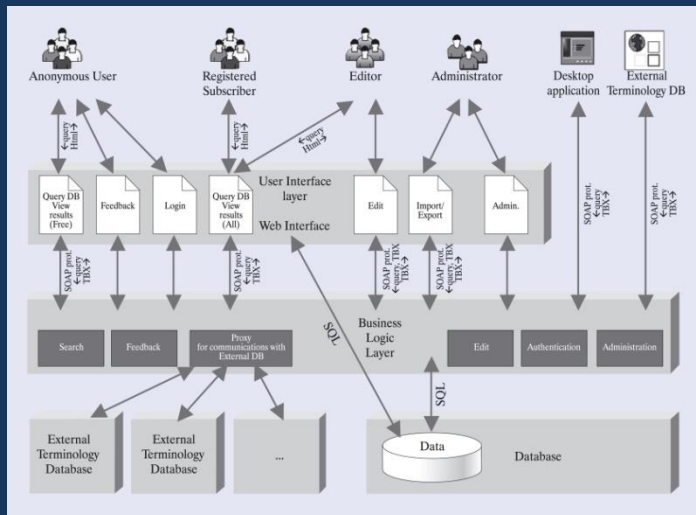 Anonymous User
Registered
Subscriber
Editor
Administrator
Desktop
application
External
Terminology DB
←query
Html→
←query
Html→
←query
Html→
SOAP prot.
←query
TBX→
SOAP prot.
←query
TBX→
Query DB
View
results
(Free)
Feedback
Login
Query DB
View
results
(All)
User Interface
layer
Web Interface
Edit
Import/
Export
Admin.
SOAP prot.
←query
TBX→
SOAP prot.
←query
TBX→
SQL
SOAP prot.
←query, TBX
TBX→
SOAP prot.
←query, TBX
TBX→
Search
Feedback
Proxy
for communications with
External DB
Business
Logic
Layer
Edit
Authentication
Administration
SQL
External
Terminology
Database
External
Terminology
Database
...
Data
Database